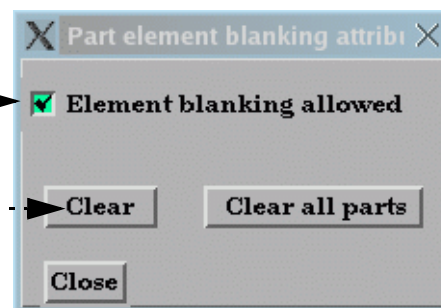 Part element blanking attrib
Element blanking allowed
Clear Clear all parts
Close